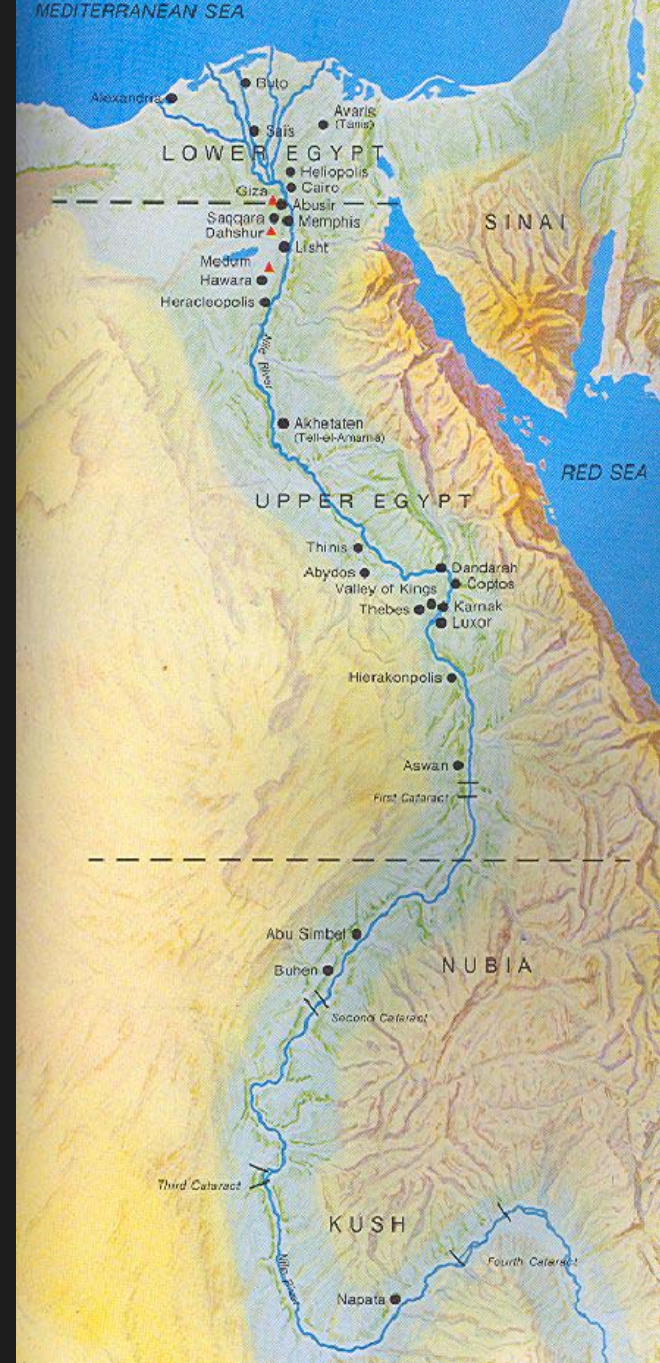 MEDITERRANEAN SEA
Buto
Alexandria
Avaris
(Tanis)
Saïs
LOWER EGYPT
Heliopolis
Cairo
Giza
Abusir
Saqqara
Memphis
Dahshur
SINAI
Lisht
Medum
Hawara
Heracleopolis
Nile River
Akhetaten
(Tell-el-Amarna)
RED SEA
UPPER EGYPT
Thinis
Dandarah
Abydos
Coptos
Valley of Kings
Thebes
Karnak
Luxor
Hierakonpolis
Aswan
First Cataract
Abu Simbel
NUBIA
Buhen
Second Cataract
Third Cataract
KUSH
Fourth Cataract
Nile River
Napata